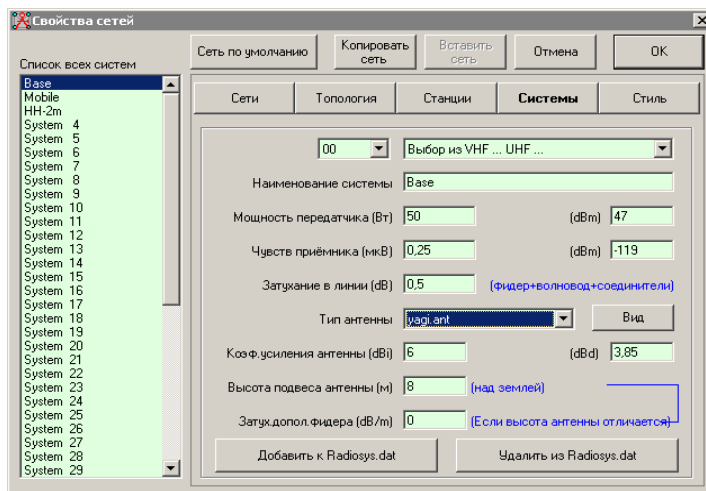 Свойства сетей
Сеть по умолчанию
Копировать сеть
Вставить сеть
Отмена
OK
Список всех систем
Base
Mobile
HH-2m
System 4
System 5
System 6
System 7
System 8
System 9
System 10
System 11
System 12
System 13
System 14
System 15
System 16
System 17
System 18
System 19
System 20
System 21
System 22
System 23
System 24
System 25
System 26
System 27
System 28
System 29
Сети
Топология
Станции
Системы
Стиль
00 Выбор из VHF ... UHF ...
Наименование системы Base
Мощность передатчика (Вт) 50 (dBm) 47
Чувств приёмника (мкВ) 0,25 (dBm) -119
Затухание в линии (dB) 0,5 (фидер+волновод+соединители)
Тип антенны yagi.ant Вид
Коэф.усиления антенны (dBi) 6 (dBd) 3,85
Высота подвеса антенны (м) 8 (над землей)
Затух.допол.фидера (dB/m) 0 (Если высота антенны отличается)
Добавить к Radiosys.dat
Удалить из Radiosys.dat